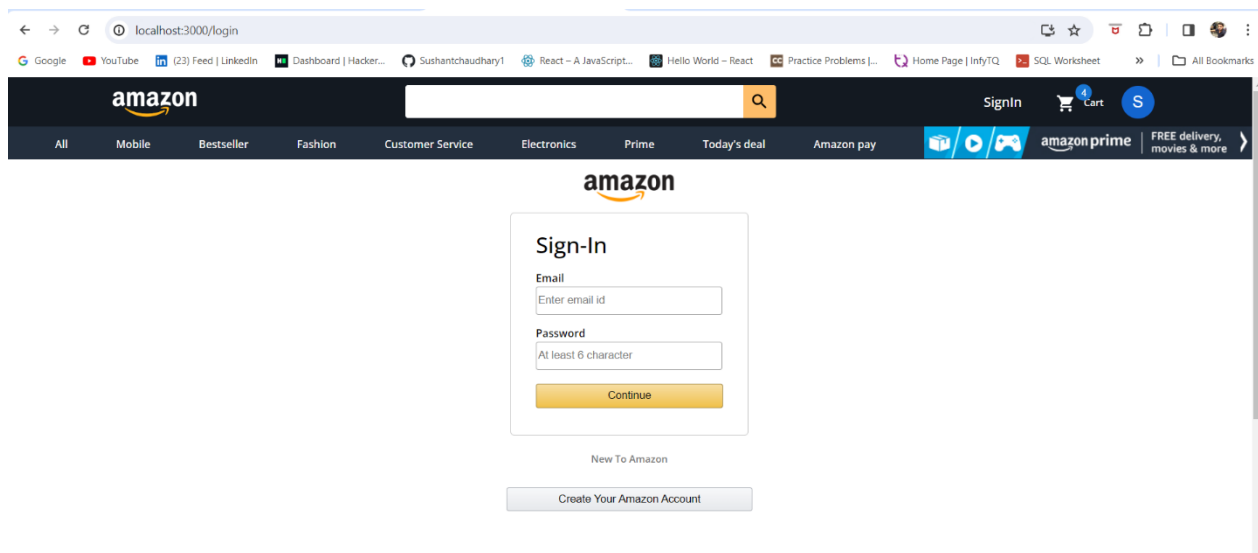 localhost:3000/login
Google YouTube (23) Feed | LinkedIn Dashboard | Hacker... Sushantchaudhary1 React – A JavaScript... Hello World – React Practice Problems |... Home Page | InfyTQ SQL Worksheet » All Bookmarks
amazon SignIn 4 Cart S
All Mobile Bestseller Fashion Customer Service Electronics Prime Today's deal Amazon pay amazon prime FREE delivery,
movies & more
amazon
Sign-In
Email
Enter email id
Password
At least 6 character
Continue
New To Amazon
Create Your Amazon Account